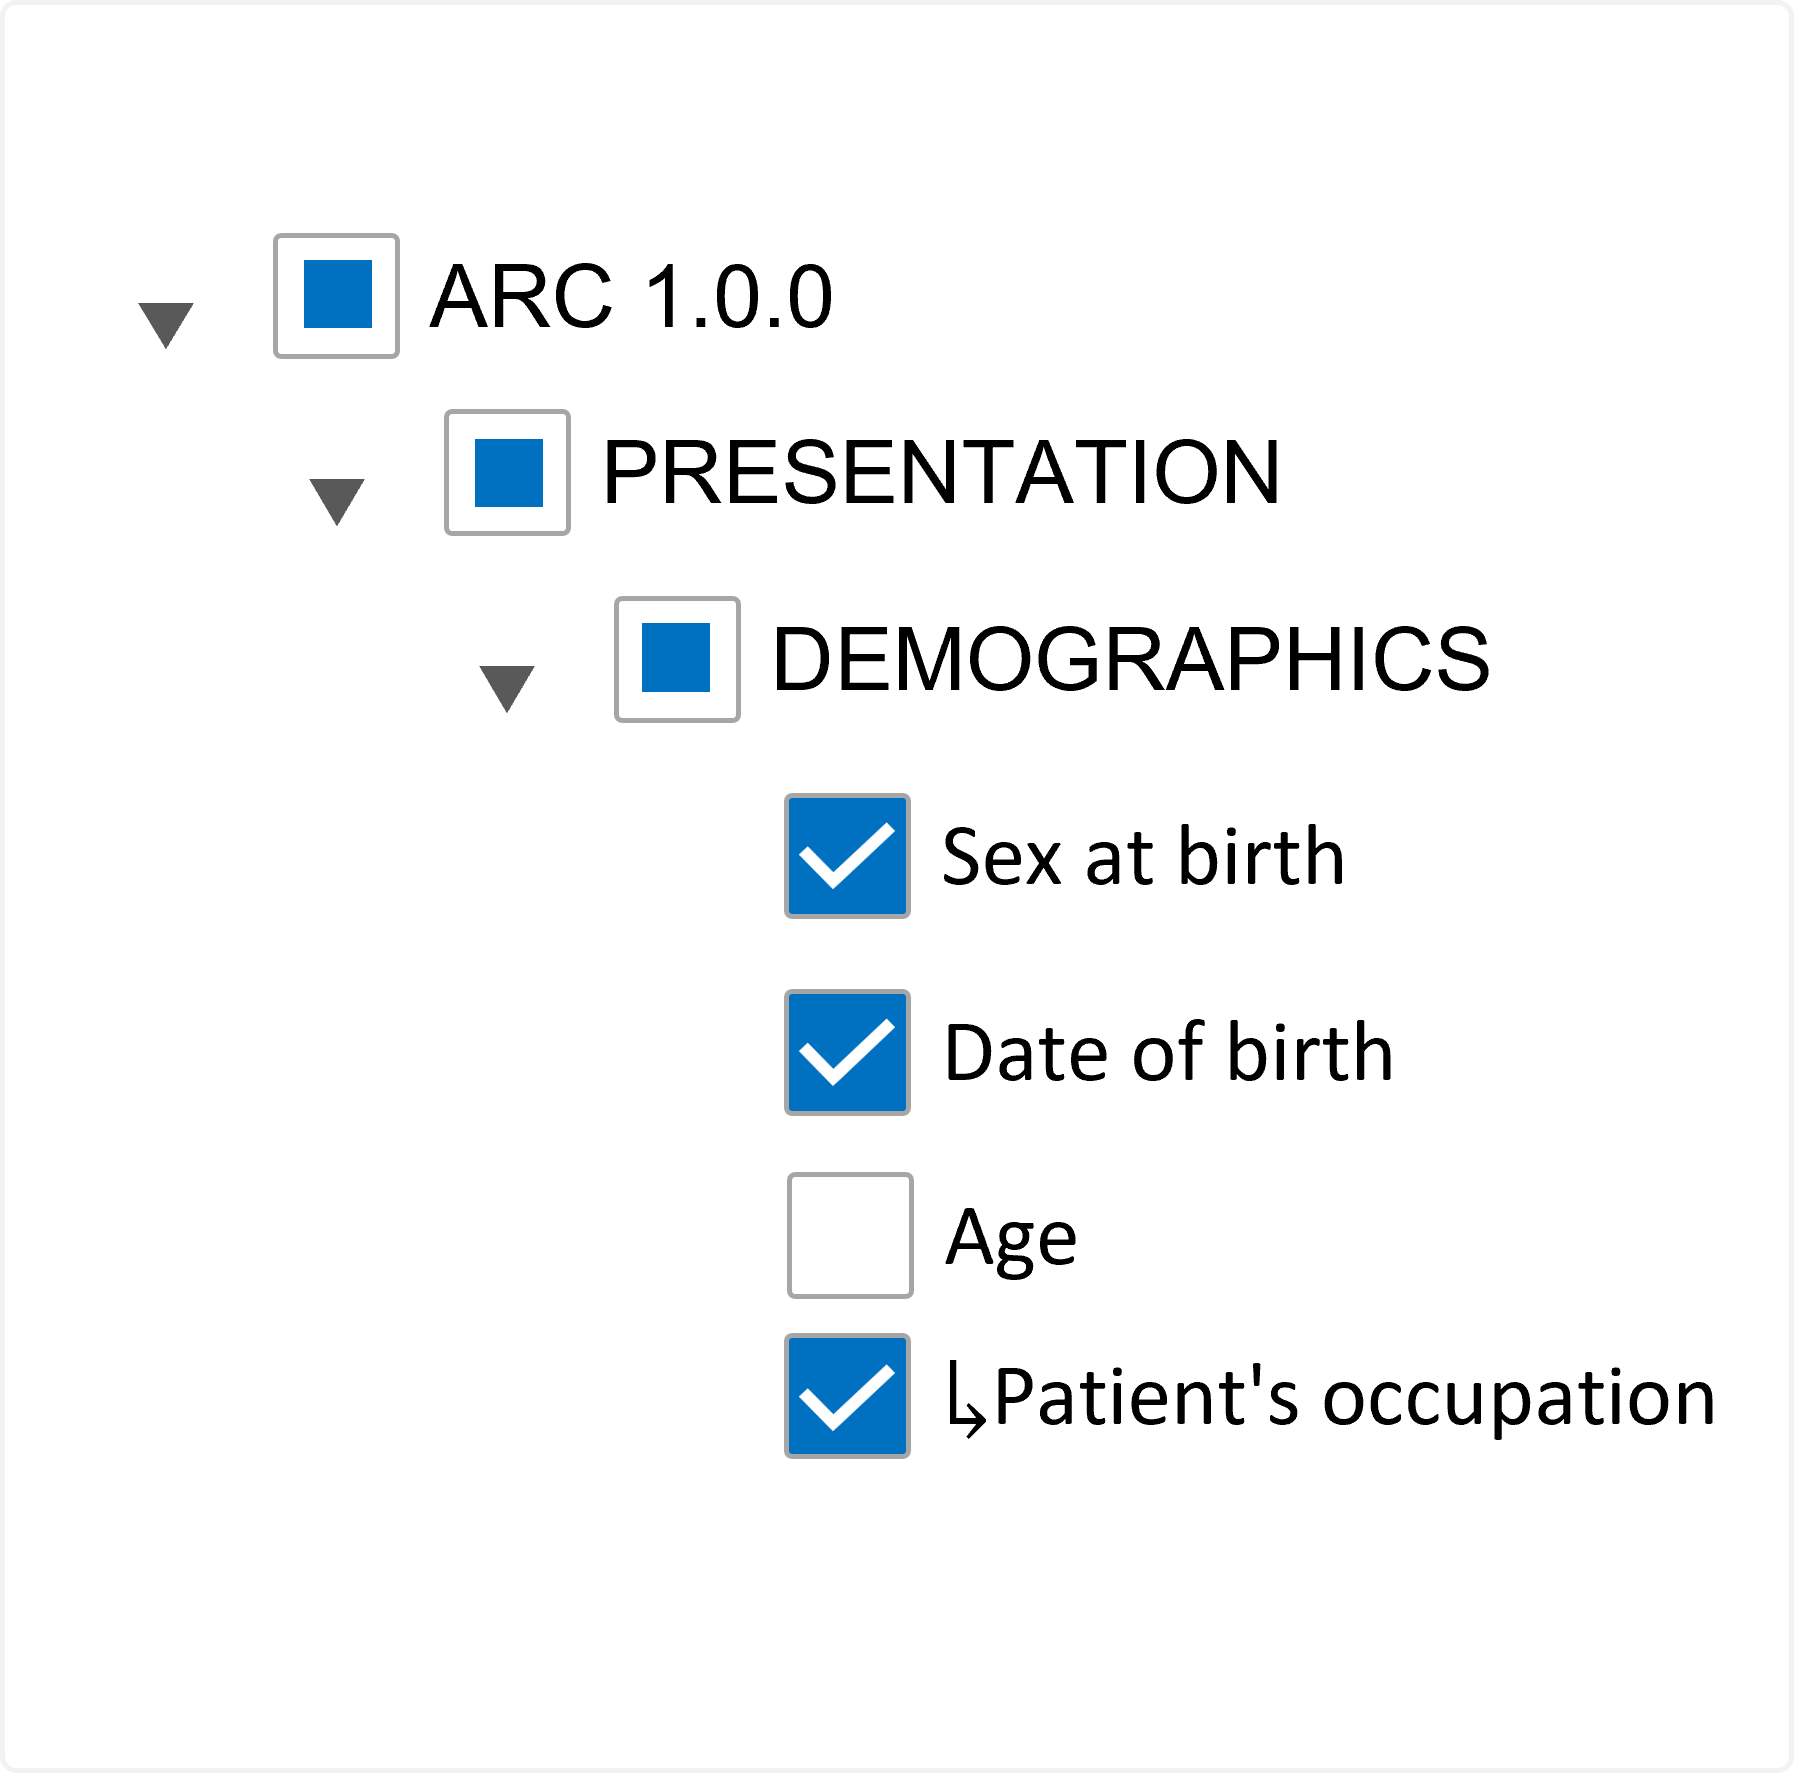 ARC 1.0.0
PRESENTATION
DEMOGRAPHICS
Sex at birth
Date of birth
Age
↳Patient's occupation